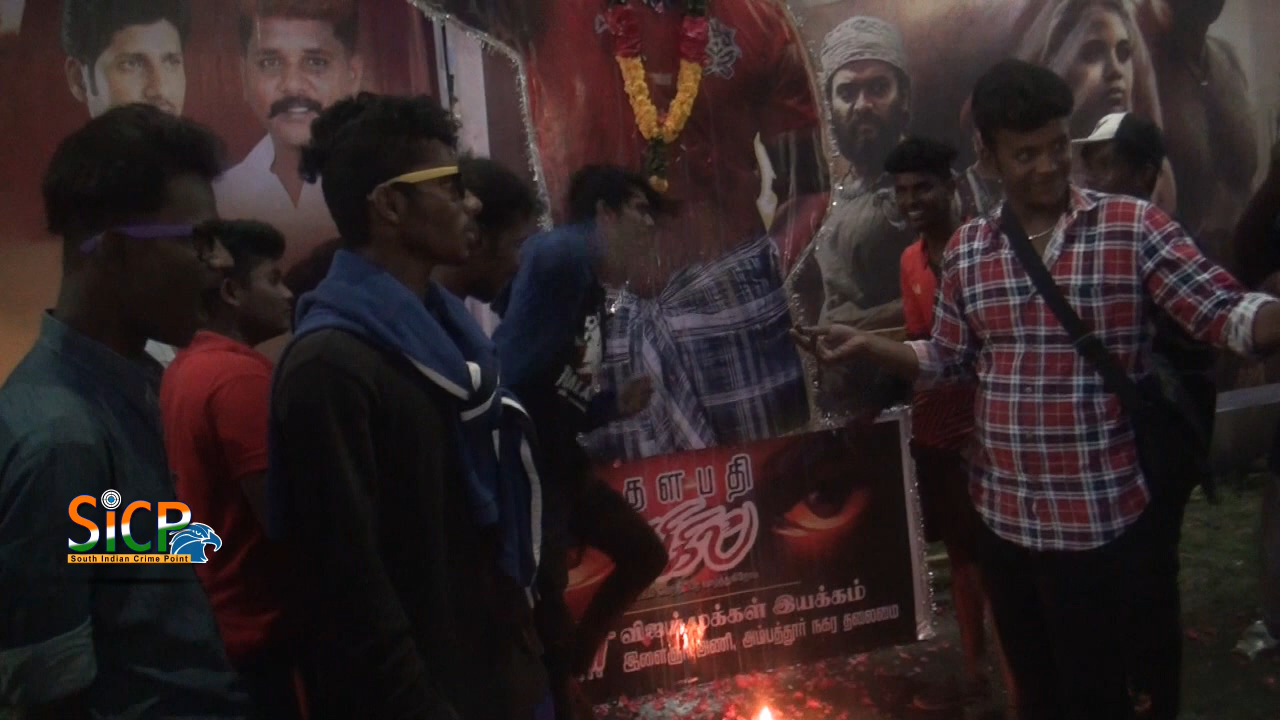 தளபதி
பிகில்
விஜய் மக்கள் இயக்கம்
இளைஞர் அணி, அம்பத்தூர் நகர தலைமை
SiCP
South Indian Crime Point